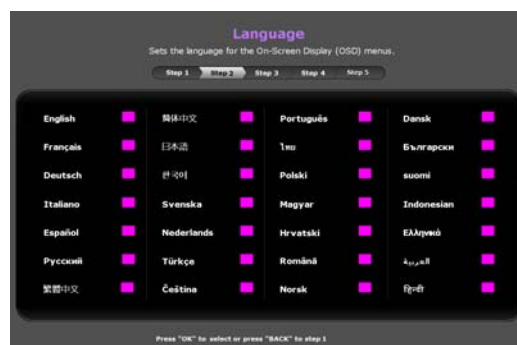 Language
Sets the language for the On-Screen Display (OSD) menus.
Step 1 Step 2 Step 3 Step 4 Step 5
English 簡体中文 Português Dansk
Français 日本語 ไทย Български
Deutsch 한국어 Polski suomi
Italiano Svenska Magyar Indonesian
Español Nederlands Hrvatski Ελληνικά
Русский Türkçe Română العربية
繁體中文 Čeština Norsk हिन्दी
Press "OK" to select or press "BACK" to step 1